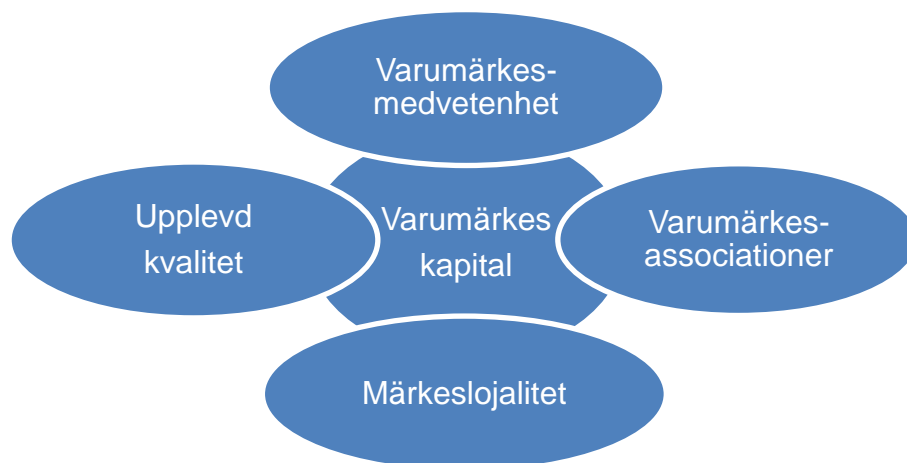 Varumärkes-
medvetenhet
Upplevd
kvalitet
Varumärkes
kapital
Varumärkes-
associationer
Märkeslojalitet